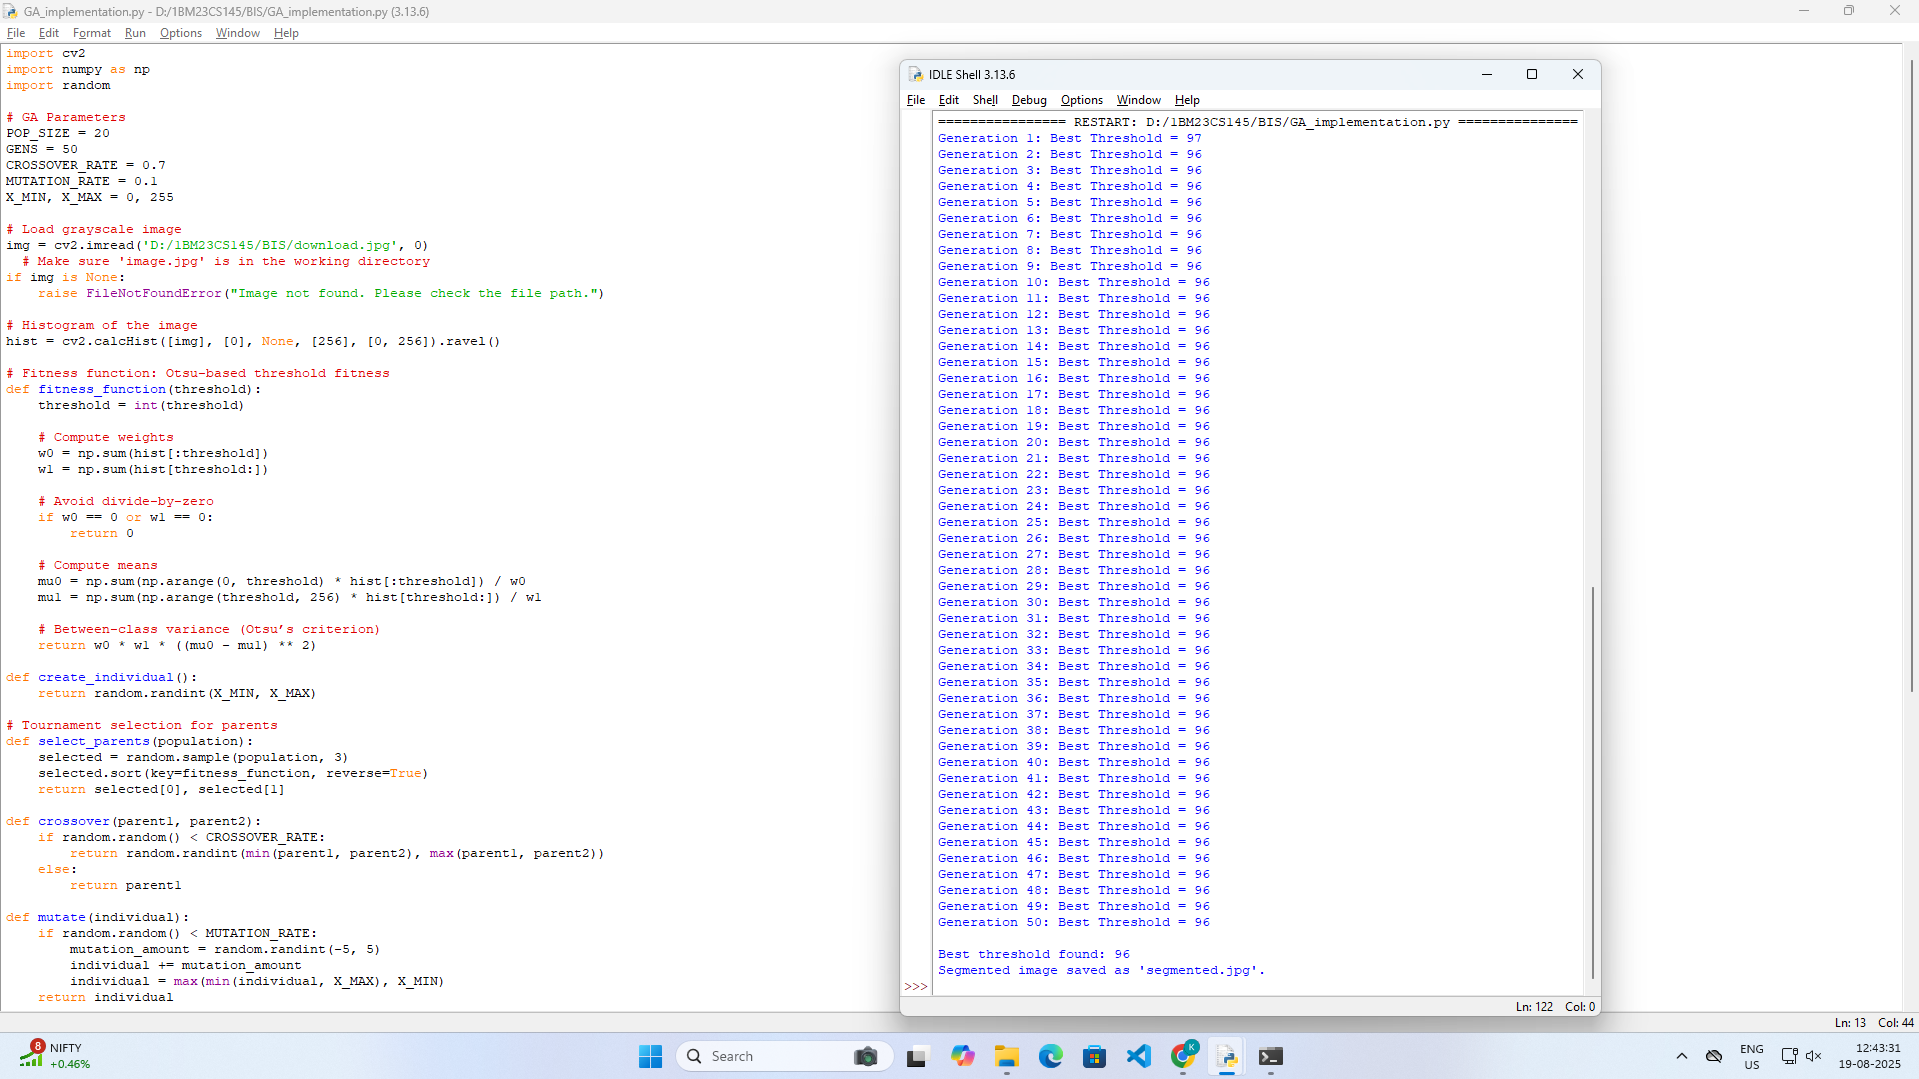 GA_implementation.py - D:/1BM23CS145/BIS/GA_implementation.py (3.13.6)
File Edit Format Run Options Window Help
import cv2
import numpy as np
import random

# GA Parameters
POP_SIZE = 20
GENS = 50
CROSSOVER_RATE = 0.7
MUTATION_RATE = 0.1
X_MIN, X_MAX = 0, 255

# Load grayscale image
img = cv2.imread('D:/1BM23CS145/BIS/download.jpg', 0)
  # Make sure 'image.jpg' is in the working directory
if img is None:
    raise FileNotFoundError("Image not found. Please check the file path.")

# Histogram of the image
hist = cv2.calcHist([img], [0], None, [256], [0, 256]).ravel()

# Fitness function: Otsu-based threshold fitness
def fitness_function(threshold):
    threshold = int(threshold)

    # Compute weights
    w0 = np.sum(hist[:threshold])
    w1 = np.sum(hist[threshold:])

    # Avoid divide-by-zero
    if w0 == 0 or w1 == 0:
        return 0

    # Compute means
    mu0 = np.sum(np.arange(0, threshold) * hist[:threshold]) / w0
    mu1 = np.sum(np.arange(threshold, 256) * hist[threshold:]) / w1

    # Between-class variance (Otsu’s criterion)
    return w0 * w1 * ((mu0 - mu1) ** 2)

def create_individual():
    return random.randint(X_MIN, X_MAX)

# Tournament selection for parents
def select_parents(population):
    selected = random.sample(population, 3)
    selected.sort(key=fitness_function, reverse=True)
    return selected[0], selected[1]

def crossover(parent1, parent2):
    if random.random() < CROSSOVER_RATE:
        return random.randint(min(parent1, parent2), max(parent1, parent2))
    else:
        return parent1

def mutate(individual):
    if random.random() < MUTATION_RATE:
        mutation_amount = random.randint(-5, 5)
        individual += mutation_amount
        individual = max(min(individual, X_MAX), X_MIN)
    return individual
Ln: 13 Col: 44
IDLE Shell 3.13.6
File Edit Shell Debug Options Window Help
================ RESTART: D:/1BM23CS145/BIS/GA_implementation.py ===============
Generation 1: Best Threshold = 97
Generation 2: Best Threshold = 96
Generation 3: Best Threshold = 96
Generation 4: Best Threshold = 96
Generation 5: Best Threshold = 96
Generation 6: Best Threshold = 96
Generation 7: Best Threshold = 96
Generation 8: Best Threshold = 96
Generation 9: Best Threshold = 96
Generation 10: Best Threshold = 96
Generation 11: Best Threshold = 96
Generation 12: Best Threshold = 96
Generation 13: Best Threshold = 96
Generation 14: Best Threshold = 96
Generation 15: Best Threshold = 96
Generation 16: Best Threshold = 96
Generation 17: Best Threshold = 96
Generation 18: Best Threshold = 96
Generation 19: Best Threshold = 96
Generation 20: Best Threshold = 96
Generation 21: Best Threshold = 96
Generation 22: Best Threshold = 96
Generation 23: Best Threshold = 96
Generation 24: Best Threshold = 96
Generation 25: Best Threshold = 96
Generation 26: Best Threshold = 96
Generation 27: Best Threshold = 96
Generation 28: Best Threshold = 96
Generation 29: Best Threshold = 96
Generation 30: Best Threshold = 96
Generation 31: Best Threshold = 96
Generation 32: Best Threshold = 96
Generation 33: Best Threshold = 96
Generation 34: Best Threshold = 96
Generation 35: Best Threshold = 96
Generation 36: Best Threshold = 96
Generation 37: Best Threshold = 96
Generation 38: Best Threshold = 96
Generation 39: Best Threshold = 96
Generation 40: Best Threshold = 96
Generation 41: Best Threshold = 96
Generation 42: Best Threshold = 96
Generation 43: Best Threshold = 96
Generation 44: Best Threshold = 96
Generation 45: Best Threshold = 96
Generation 46: Best Threshold = 96
Generation 47: Best Threshold = 96
Generation 48: Best Threshold = 96
Generation 49: Best Threshold = 96
Generation 50: Best Threshold = 96

Best threshold found: 96
Segmented image saved as 'segmented.jpg'.
>>>
Ln: 122 Col: 0
8
NIFTY
+0.46%
Search
K
ENG
US
12:43:31
19-08-2025